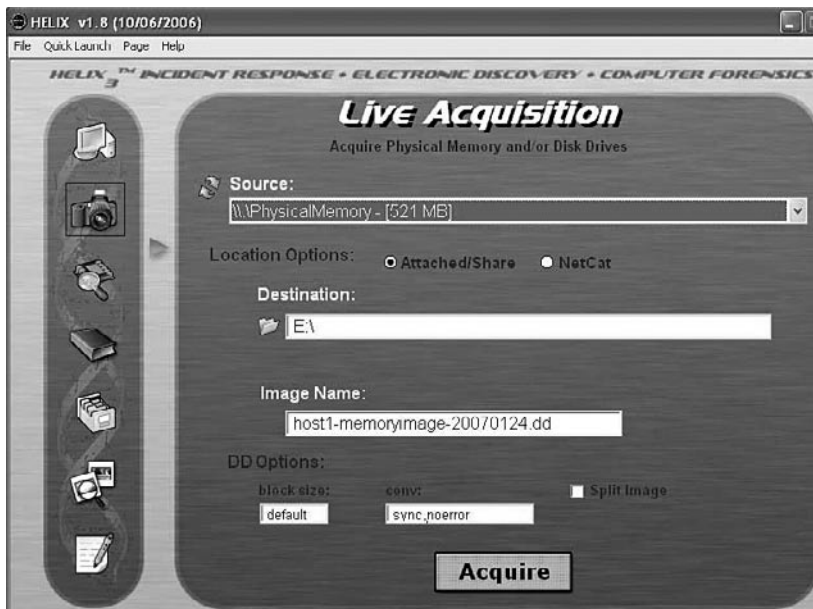 HELIX v1.8 (10/06/2006)
File Quick Launch Page Help
HELIX3™ INCIDENT RESPONSE • ELECTRONIC DISCOVERY • COMPUTER FORENSICS
Live Acquisition
Acquire Physical Memory and/or Disk Drives
Source:
\\.\PhysicalMemory - [521 MB]
Location Options: Attached/Share NetCat
Destination:
E:\
Image Name:
host1-memoryimage-20070124.dd
DD Options:
block size: conv: Split Image
default sync,noerror
Acquire